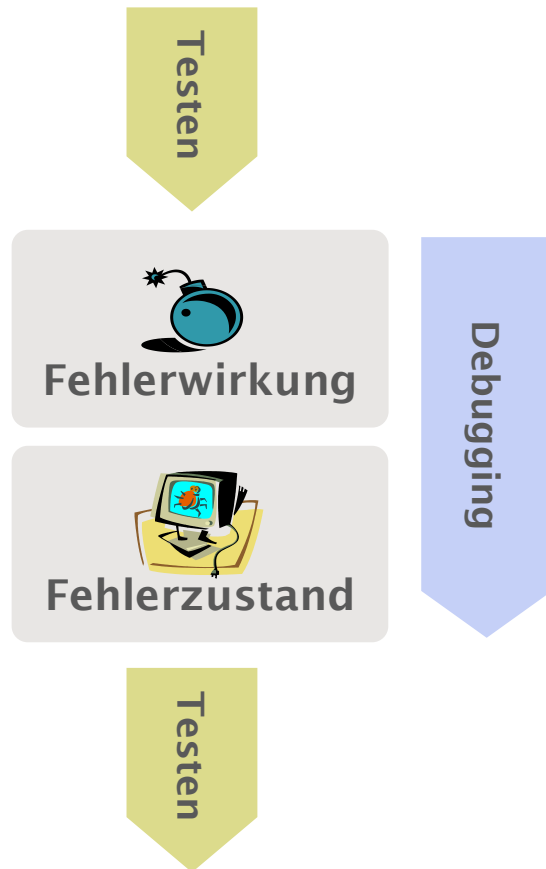 Testen
Fehlerwirkung
Debugging
Fehlerzustand
Testen